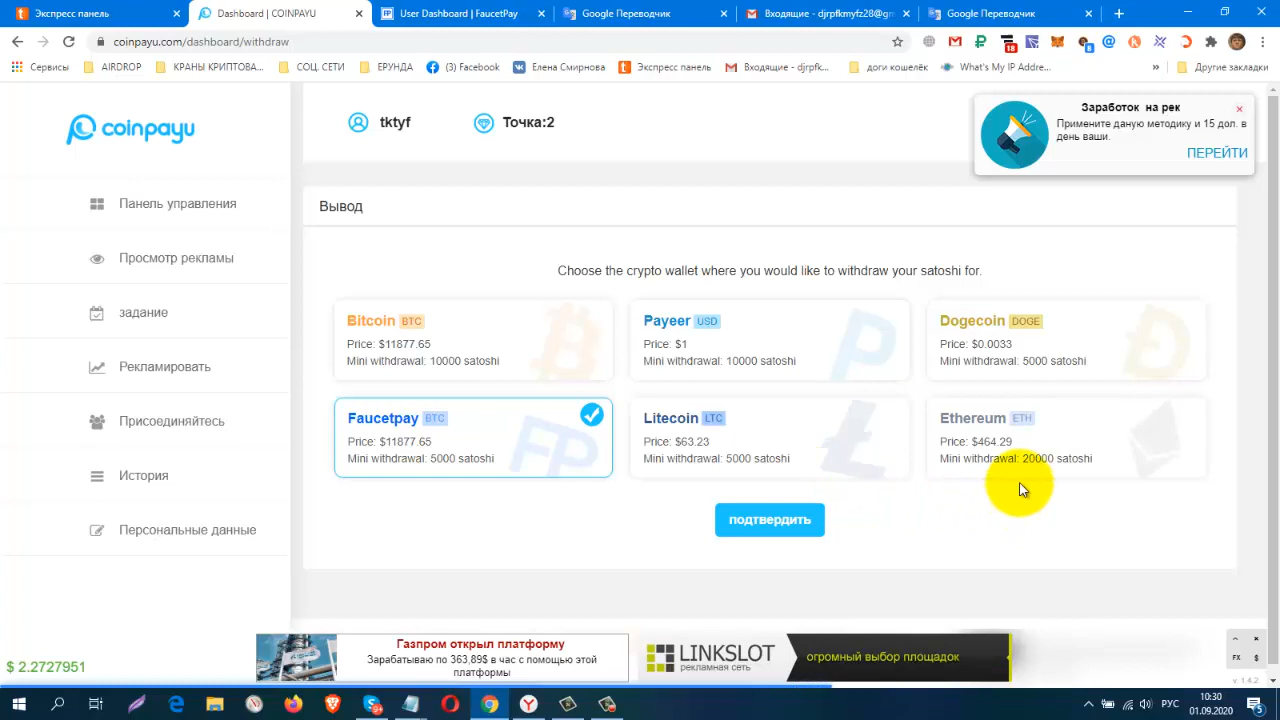 Экспресс панель
Dashboard | COINPAYU
User Dashboard | FaucetPay
Google Переводчик
Входящие - djrpfkmyfz28@gm
Google Переводчик
coinpayu.com/dashboard/withdraw
18
8
Сервисы
AIRDROP
КРАНЫ КРИПТОВА...
СОЦ СЕТИ
ЕРУНДА
(3) Facebook
Елена Смирнова
Экспресс панель
Входящие - djrpfk...
доги кошелёк
What's My IP Addre...
»
Другие закладки
coinpayu
tktyf
Точка:2
Заработок на рек
Примените даную методику и 15 дол. в
день ваши.
ПЕРЕЙТИ
Панель управления
Просмотр рекламы
задание
Рекламировать
Присоединяйтесь
История
Персональные данные
Вывод
Choose the crypto wallet where you would like to withdraw your satoshi for.
Bitcoin BTC
Price: $11877.65
Mini withdrawal: 10000 satoshi
Payeer USD
Price: $1
Mini withdrawal: 10000 satoshi
Dogecoin DOGE
Price: $0.0033
Mini withdrawal: 5000 satoshi
Faucetpay BTC
Price: $11877.65
Mini withdrawal: 5000 satoshi
FP
Litecoin LTC
Price: $63.23
Mini withdrawal: 5000 satoshi
Ethereum ETH
Price: $464.29
Mini withdrawal: 20000 satoshi
подтвердить
Газпром открыл платформу
Зарабатываю по 363,89$ в час с помощью этой
платформы
LINKSLOT
рекламная сеть
огромный выбор площадок
$ 2.2727951
FX $
v 1.4.2
РУС
10:30
01.09.2020